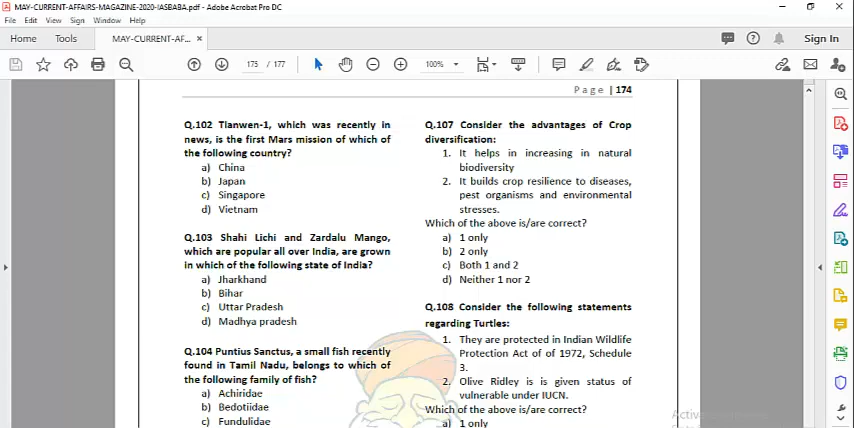 MAY-CURRENT-AFFAIRS-MAGAZINE-2020-IASBABA.pdf - Adobe Acrobat Pro DC
File Edit View Sign Window Help
Home Tools MAY-CURRENT-AF... × Sign In
175 / 177 100%
Page | 174
Q.102 Tianwen-1, which was recently in
news, is the first Mars mission of which of
the following country?
a) China
b) Japan
c) Singapore
d) Vietnam
Q.103 Shahi Lichi and Zardalu Mango,
which are popular all over India, are grown
in which of the following state of India?
a) Jharkhand
b) Bihar
c) Uttar Pradesh
d) Madhya pradesh
Q.104 Puntius Sanctus, a small fish recently
found in Tamil Nadu, belongs to which of
the following family of fish?
a) Achiridae
b) Bedotiidae
c) Fundulidae
Q.107 Consider the advantages of Crop
diversification:
1. It helps in increasing in natural
biodiversity
2. It builds crop resilience to diseases,
pest organisms and environmental
stresses.
Which of the above is/are correct?
a) 1 only
b) 2 only
c) Both 1 and 2
d) Neither 1 nor 2
Q.108 Consider the following statements
regarding Turtles:
1. They are protected in Indian Wildlife
Protection Act of of 1972, Schedule
3.
2. Olive Ridley is is given status of
vulnerable under IUCN.
Which of the above is/are correct?
a) 1 only